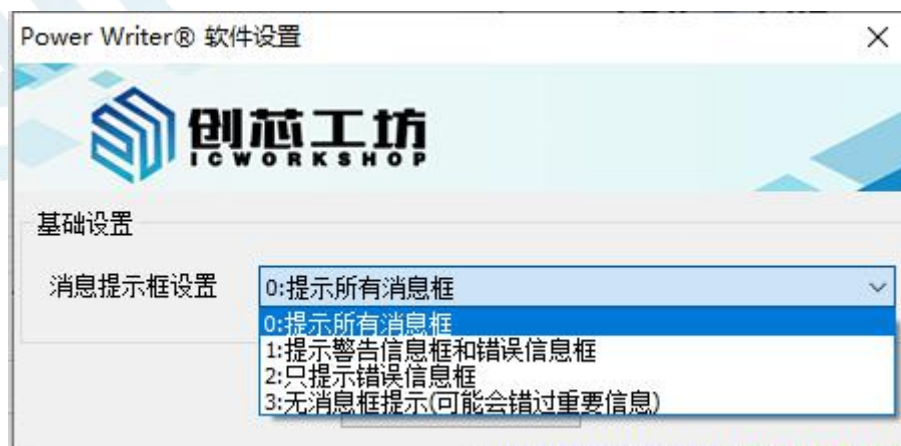 Power Writer® 软件设置
创芯工坊
ICWORKSHOP
基础设置
消息提示框设置
0:提示所有消息框
0:提示所有消息框
1:提示警告信息框和错误信息框
2:只提示错误信息框
3:无消息框提示(可能会错过重要信息)